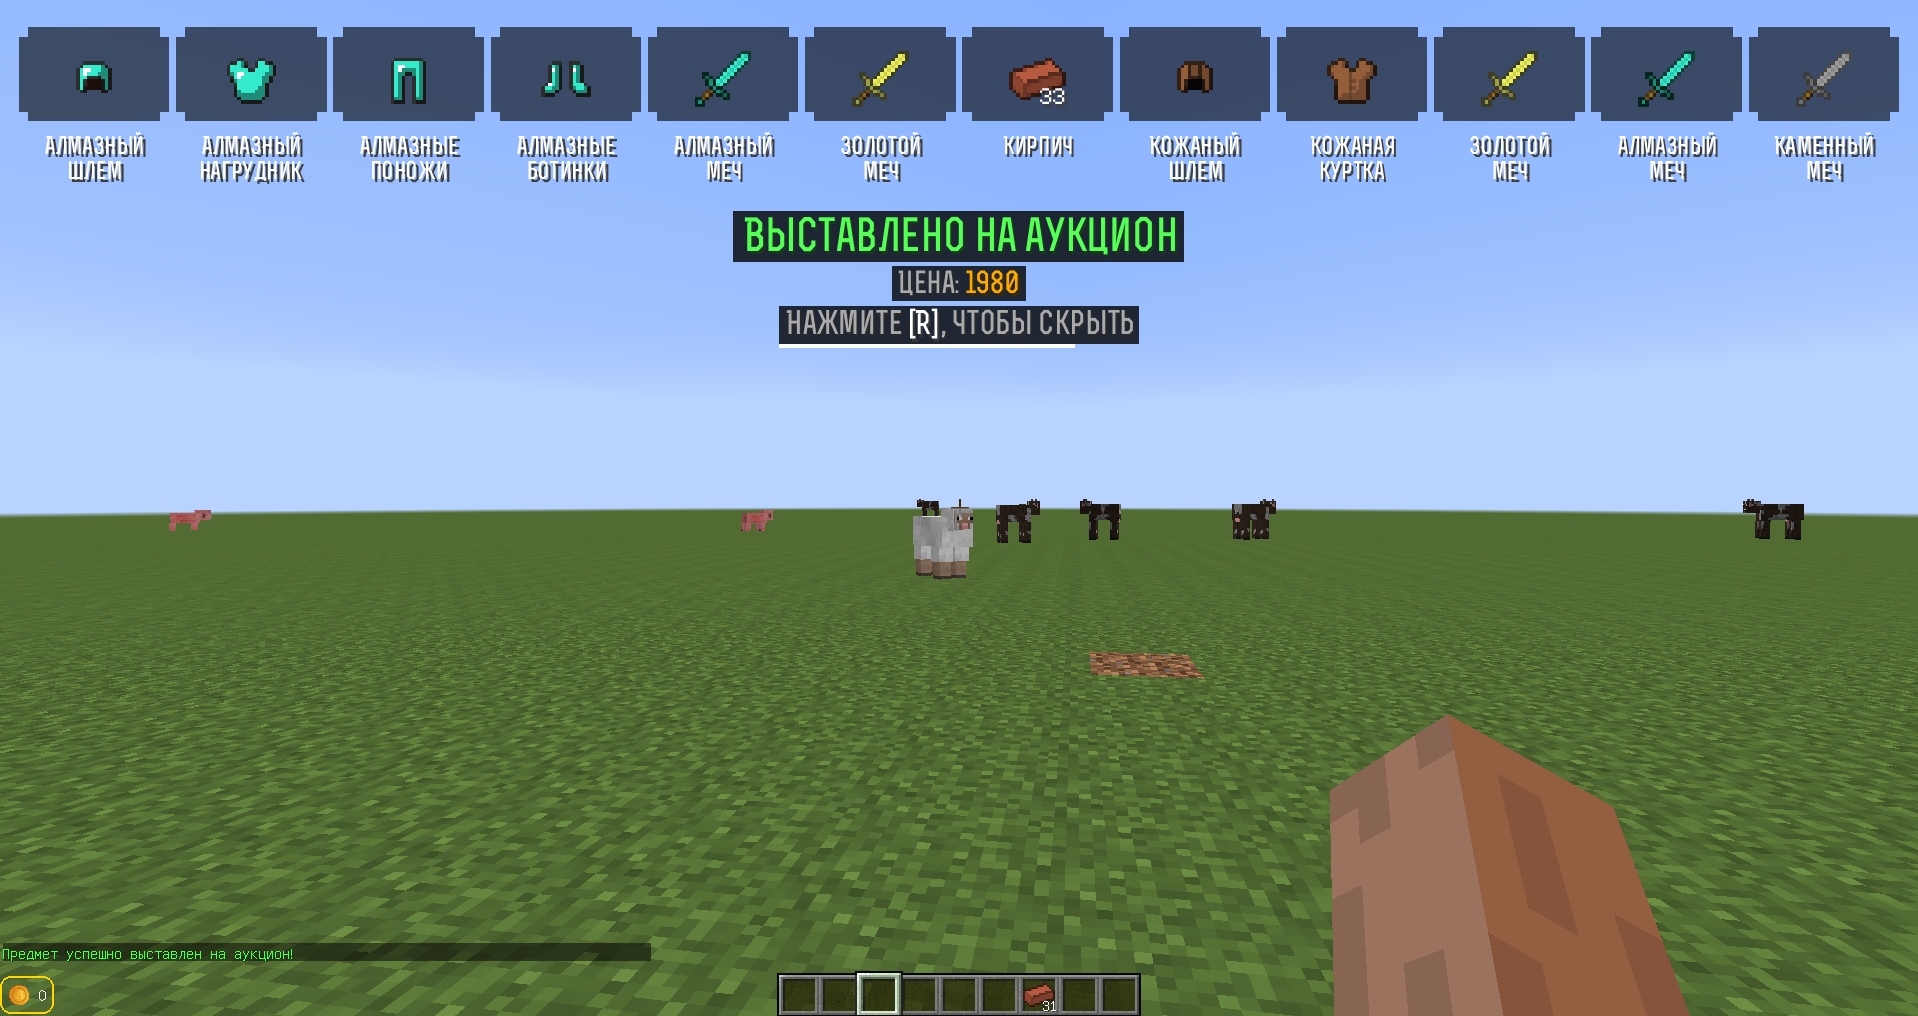 33
АЛМАЗНЫЙ ШЛЕМ
АЛМАЗНЫЙ НАГРУДНИК
АЛМАЗНЫЕ ПОНОЖИ
АЛМАЗНЫЕ БОТИНКИ
АЛМАЗНЫЙ МЕЧ
ЗОЛОТОЙ МЕЧ
КИРПИЧ
КОЖАНЫЙ ШЛЕМ
КОЖАНАЯ КУРТКА
ЗОЛОТОЙ МЕЧ
АЛМАЗНЫЙ МЕЧ
КАМЕННЫЙ МЕЧ
ВЫСТАВЛЕНО НА АУКЦИОН
ЦЕНА: 1980
НАЖМИТЕ [R], ЧТОБЫ СКРЫТЬ
Предмет успешно выставлен на аукцион!
0
31